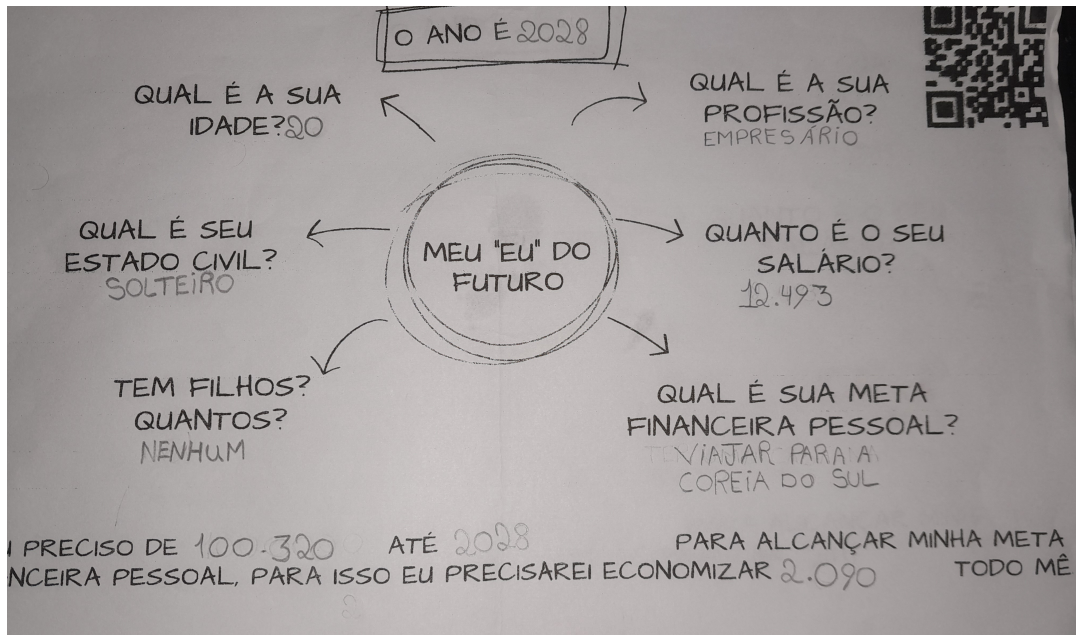 O ANO É 2028
QUAL É A SUA
IDADE? 20
QUAL É A SUA
PROFISSÃO?
EMPRESÁRIO
QUAL É SEU
ESTADO CIVIL?
SOLTEIRO
MEU "EU" DO
FUTURO
QUANTO É O SEU
SALÁRIO?
12.493
TEM FILHOS?
QUANTOS?
NENHUM
QUAL É SUA META
FINANCEIRA PESSOAL?
VIAJAR PARA A
COREIA DO SUL
PRECISO DE 100.320 ATÉ 2028 PARA ALCANÇAR MINHA META
NCEIRA PESSOAL, PARA ISSO EU PRECISAREI ECONOMIZAR 2.090 TODO MÊ